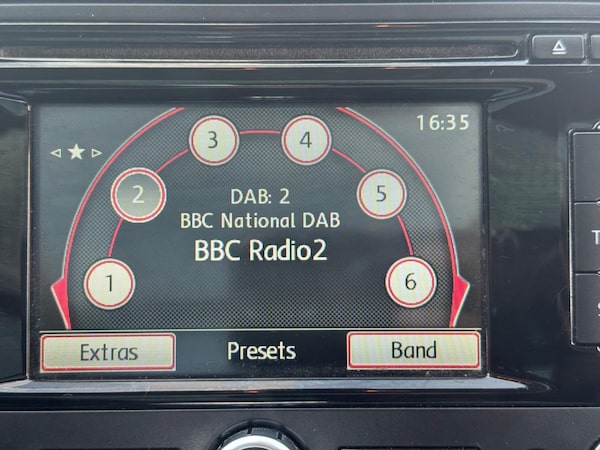 16:35
3 4
2 5
DAB: 2
BBC National DAB
BBC Radio2
1 6
Extras Presets Band
T
S